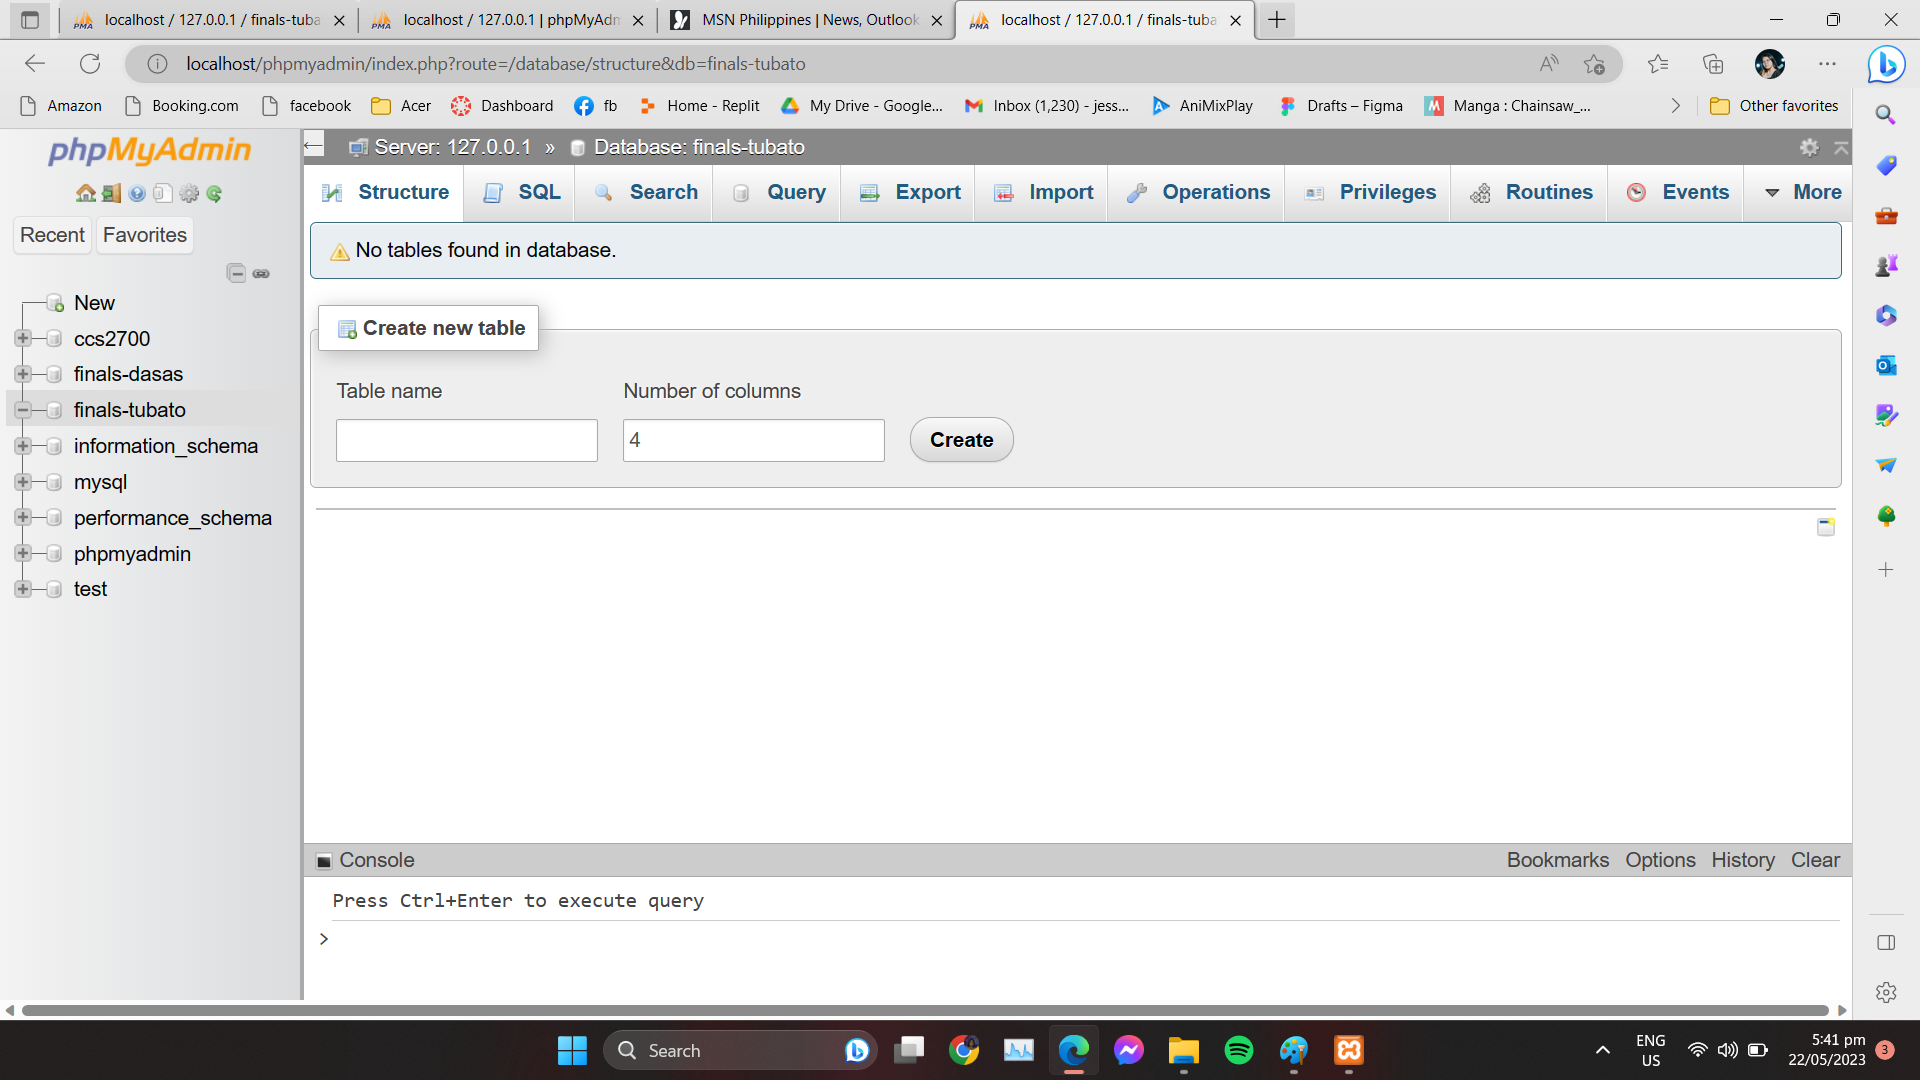 localhost / 127.0.0.1 / finals-tuba
localhost / 127.0.0.1 | phpMyAdm
MSN Philippines | News, Outlook
localhost / 127.0.0.1 / finals-tuba
localhost/phpmyadmin/index.php?route=/database/structure&db=finals-tubato
Amazon
Booking.com
facebook
Acer
Dashboard
fb
Home - Replit
My Drive - Google...
Inbox (1,230) - jess...
AniMixPlay
Drafts – Figma
Manga : Chainsaw_...
Other favorites
phpMyAdmin
Recent
Favorites
New
ccs2700
finals-dasas
finals-tubato
information_schema
mysql
performance_schema
phpmyadmin
test
Server: 127.0.0.1 » Database: finals-tubato
Structure
SQL
Search
Query
Export
Import
Operations
Privileges
Routines
Events
More
No tables found in database.
Create new table
Table name
Number of columns
4
Create
Console
Bookmarks
Options
History
Clear
Press Ctrl+Enter to execute query
>
Search
ENG
US
5:41 pm
22/05/2023
3